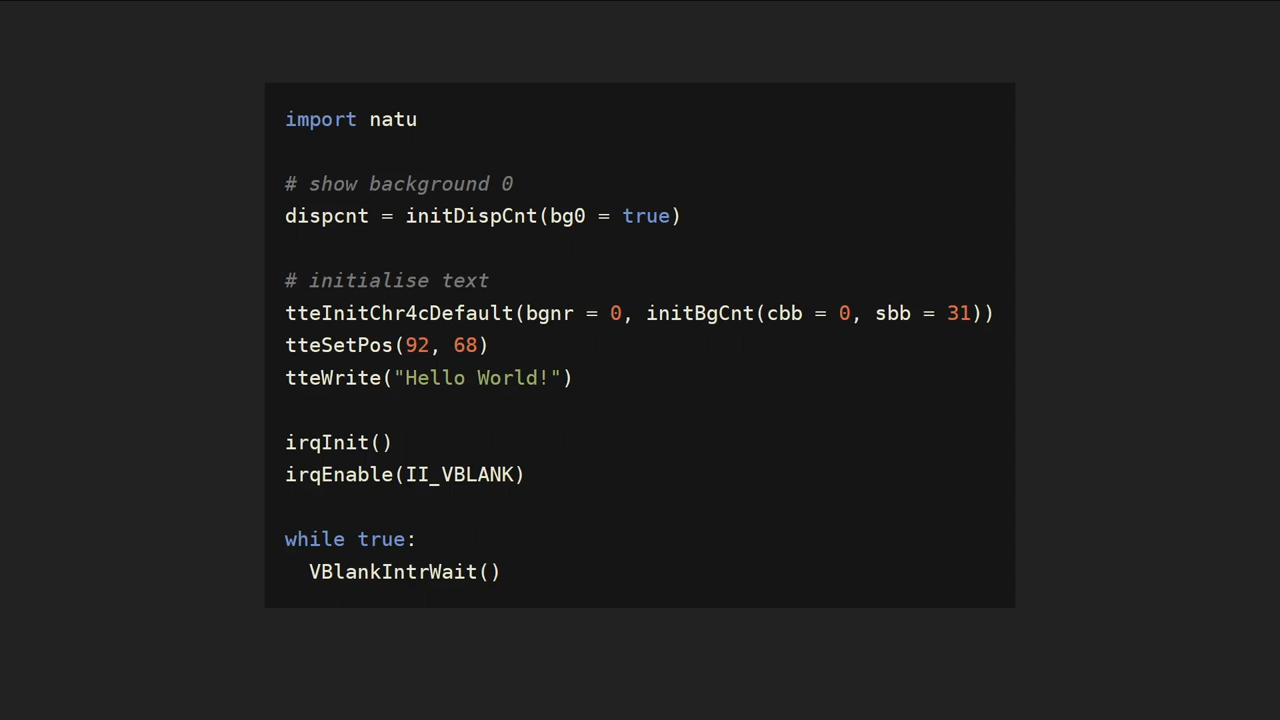 import natu
# show background 0
dispcnt = initDispCnt(bg0 = true)
# initialise text
tteInitChr4cDefault(bgnr = 0, initBgCnt(cbb = 0, sbb = 31))
tteSetPos(92, 68)
tteWrite("Hello World!")
irqInit()
irqEnable(II_VBLANK)
while true:
  VBlankIntrWait()